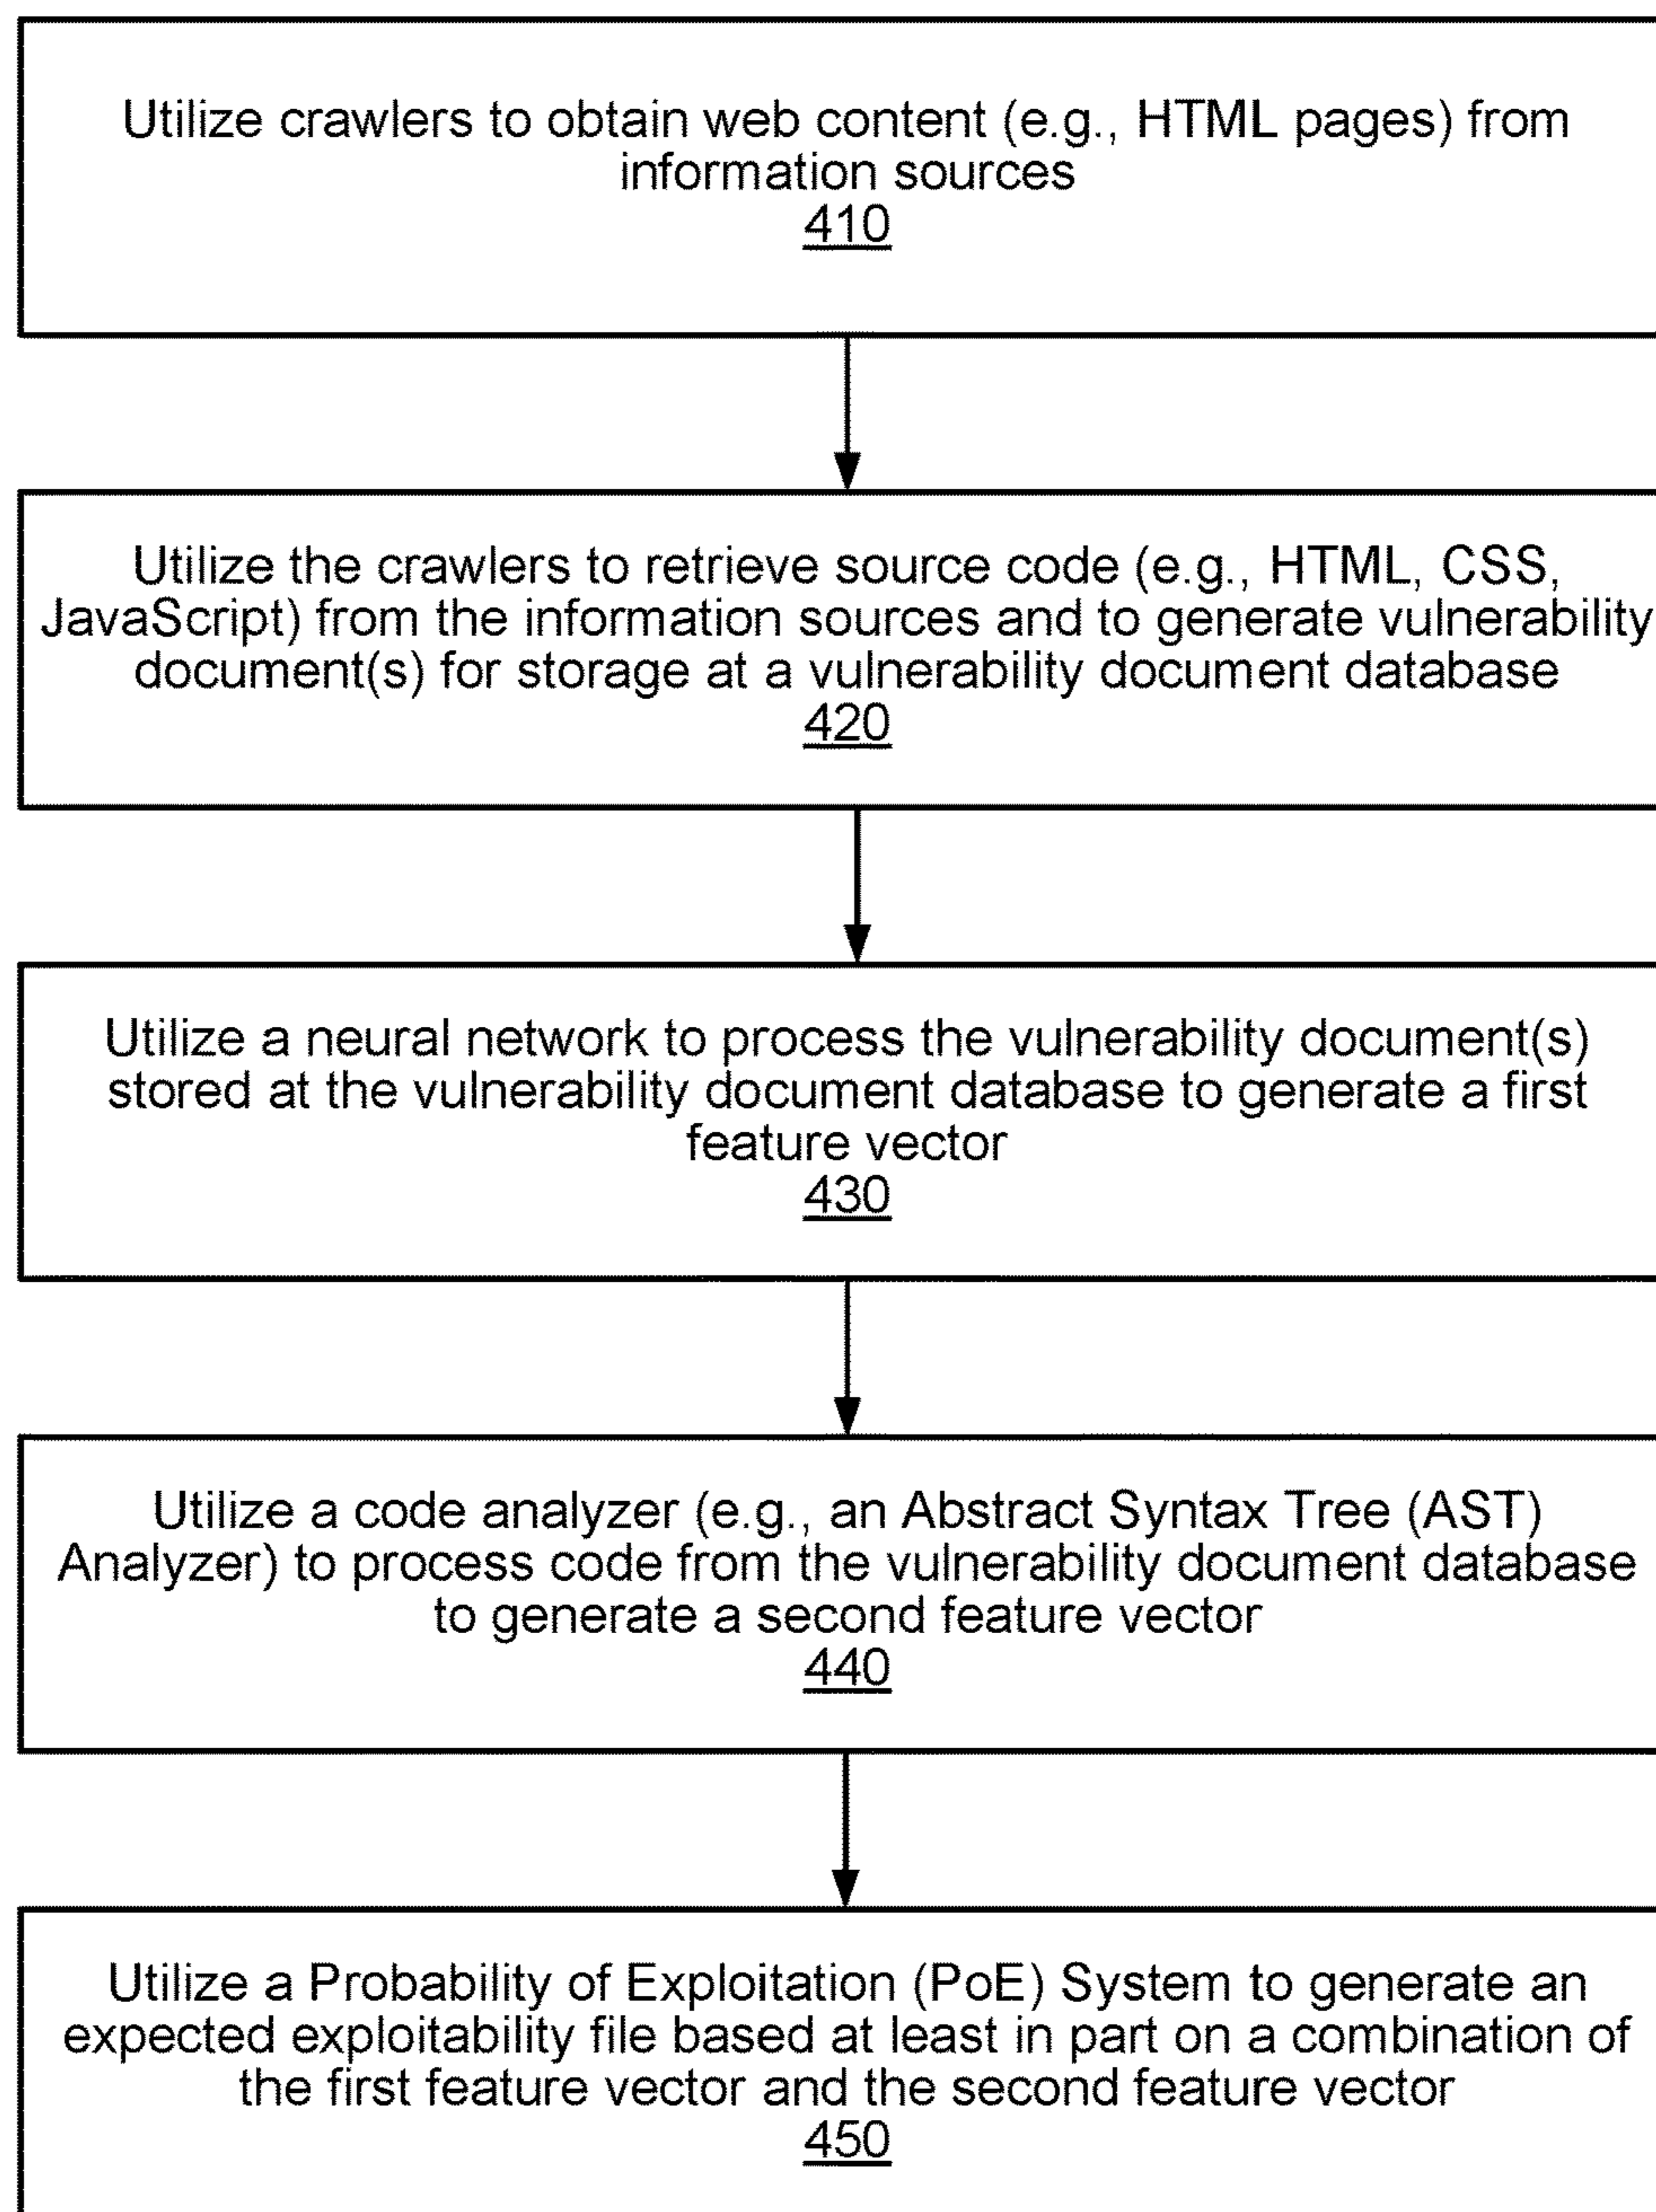 Utilize crawlers to obtain web content (e.g., HTML pages) from
information sources
410
Utilize the crawlers to retrieve source code (e.g., HTML, CSS,
JavaScript) from the information sources and to generate vulnerability
document(s) for storage at a vulnerability document database
420
Utilize a neural network to process the vulnerability document(s)
stored at the vulnerability document database to generate a first
feature vector
430
Utilize a code analyzer (e.g., an Abstract Syntax Tree (AST)
Analyzer) to process code from the vulnerability document database
to generate a second feature vector
440
Utilize a Probability of Exploitation (PoE) System to generate an
expected exploitability file based at least in part on a combination of
the first feature vector and the second feature vector
450